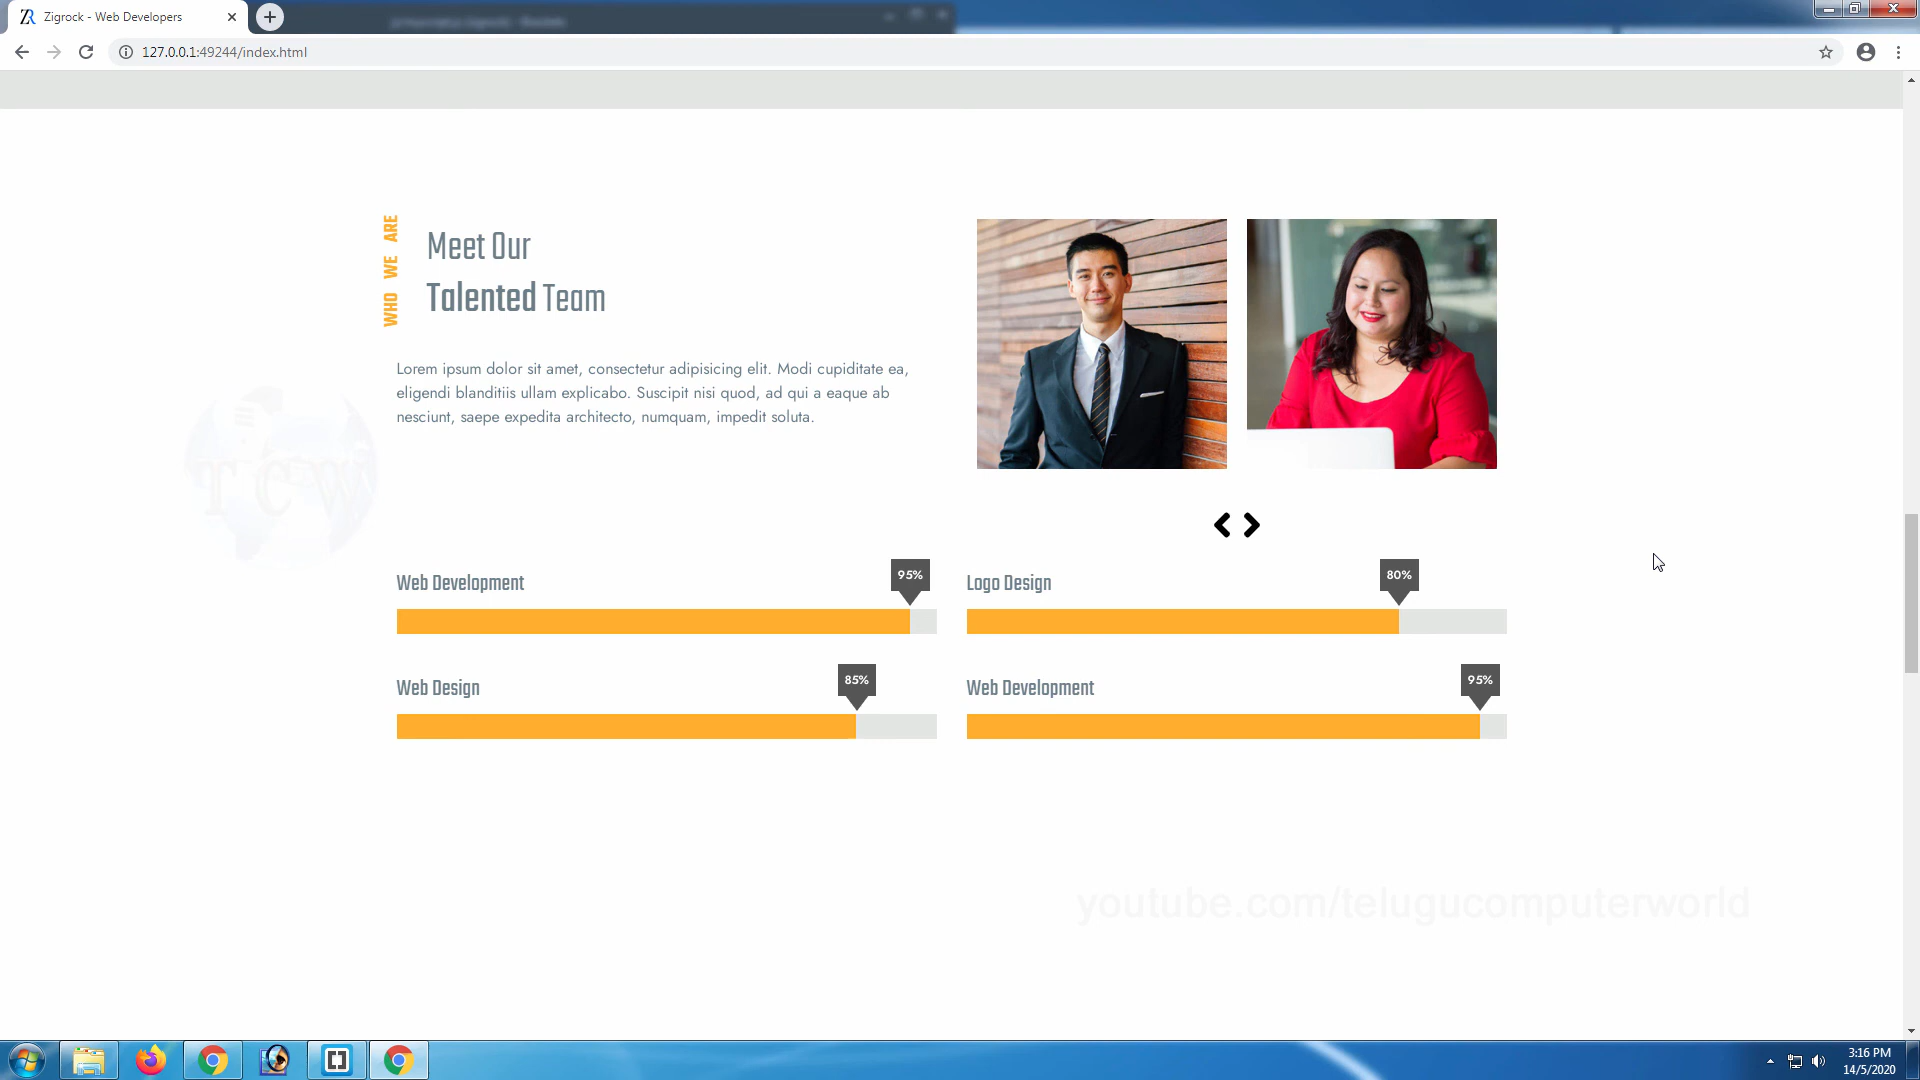 Zigrock - Web Developers
127.0.0.1:49244/index.html
WHO WE ARE
Meet Our
Talented Team
Lorem ipsum dolor sit amet, consectetur adipisicing elit. Modi cupiditate ea,
eligendi blanditiis ullam explicabo. Suscipit nisi quod, ad qui a eaque ab
nesciunt, saepe expedita architecto, numquam, impedit soluta.
TCW
Web Development
95%
Logo Design
80%
Web Design
85%
Web Development
95%
youtube.com/telugucomputerworld
3:16 PM
14/5/2020